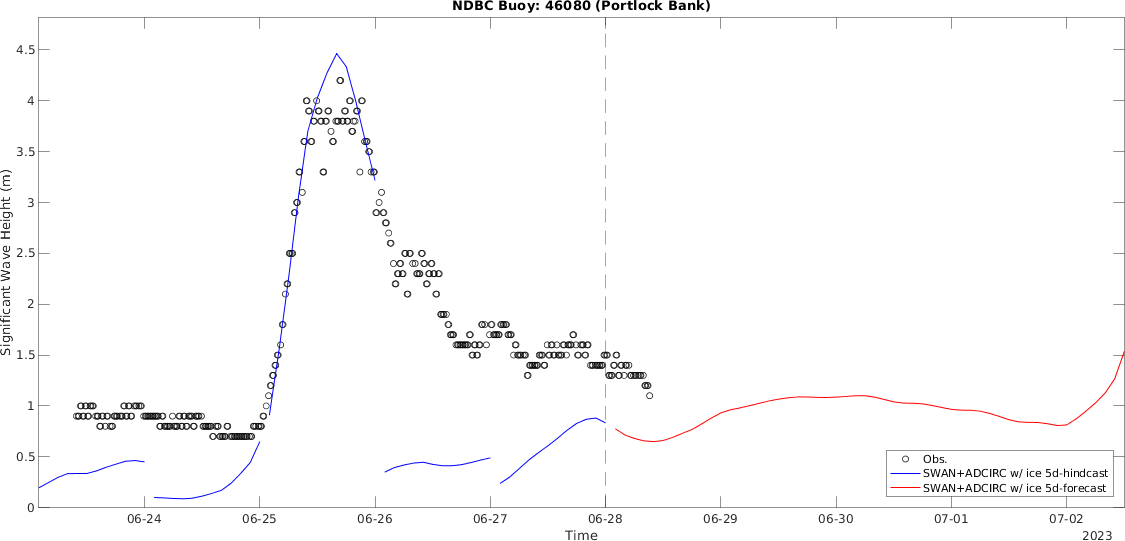 NDBC Buoy: 46080 (Portlock Bank)
4.5
4
3.5
3
2.5
2
1.5
1
0.5
0
Significant Wave Height (m)
Obs.
SWAN+ADCIRC w/ ice 5d-hindcast
SWAN+ADCIRC w/ ice 5d-forecast
06-24 06-25 06-26 06-27 06-28 06-29 06-30 07-01 07-02
Time
2023